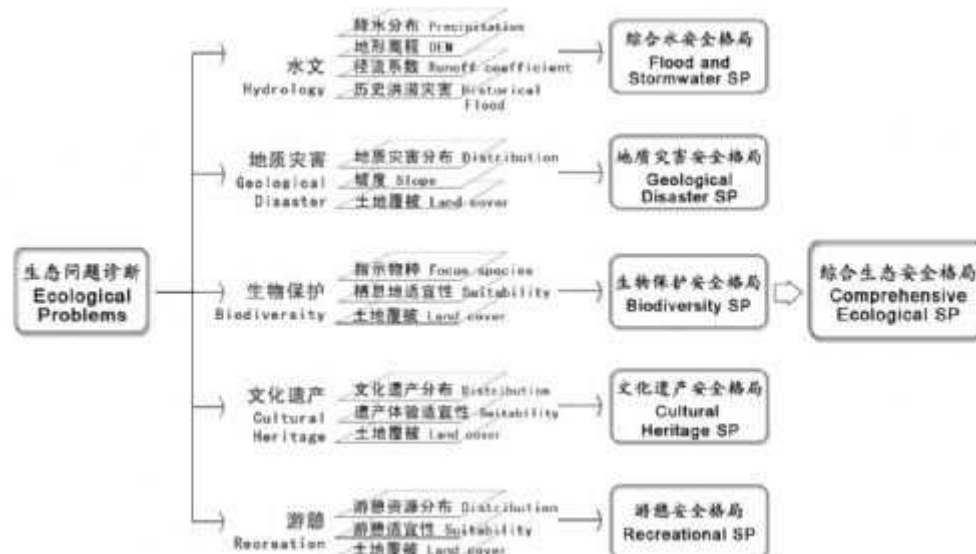 生态问题诊断
Ecological
Problems
水文
Hydrology
降水分布 Precipitation
地形高程 DEM
径流系数 Runoff coefficient
历史洪涝灾害 Historical
Flood
综合水安全格局
Flood and
Stormwater SP
地质灾害
Geological
Disaster
地质灾害分布 Distribution
坡度 Slope
土地覆被 Land cover
地质灾害安全格局
Geological
Disaster SP
生物保护
Biodiversity
指示物种 Focus species
栖息地适宜性 Suitability
土地覆被 Land cover
生物保护安全格局
Biodiversity SP
综合生态安全格局
Comprehensive
Ecological SP
文化遗产
Cultural
Heritage
文化遗产分布 Distribution
遗产体验适宜性 Suitability
土地覆被 Land cover
文化遗产安全格局
Cultural
Heritage SP
游憩
Recreation
游憩资源分布 Distribution
游憩适宜性 Suitability
土地覆被 Land cover
游憩安全格局
Recreational SP